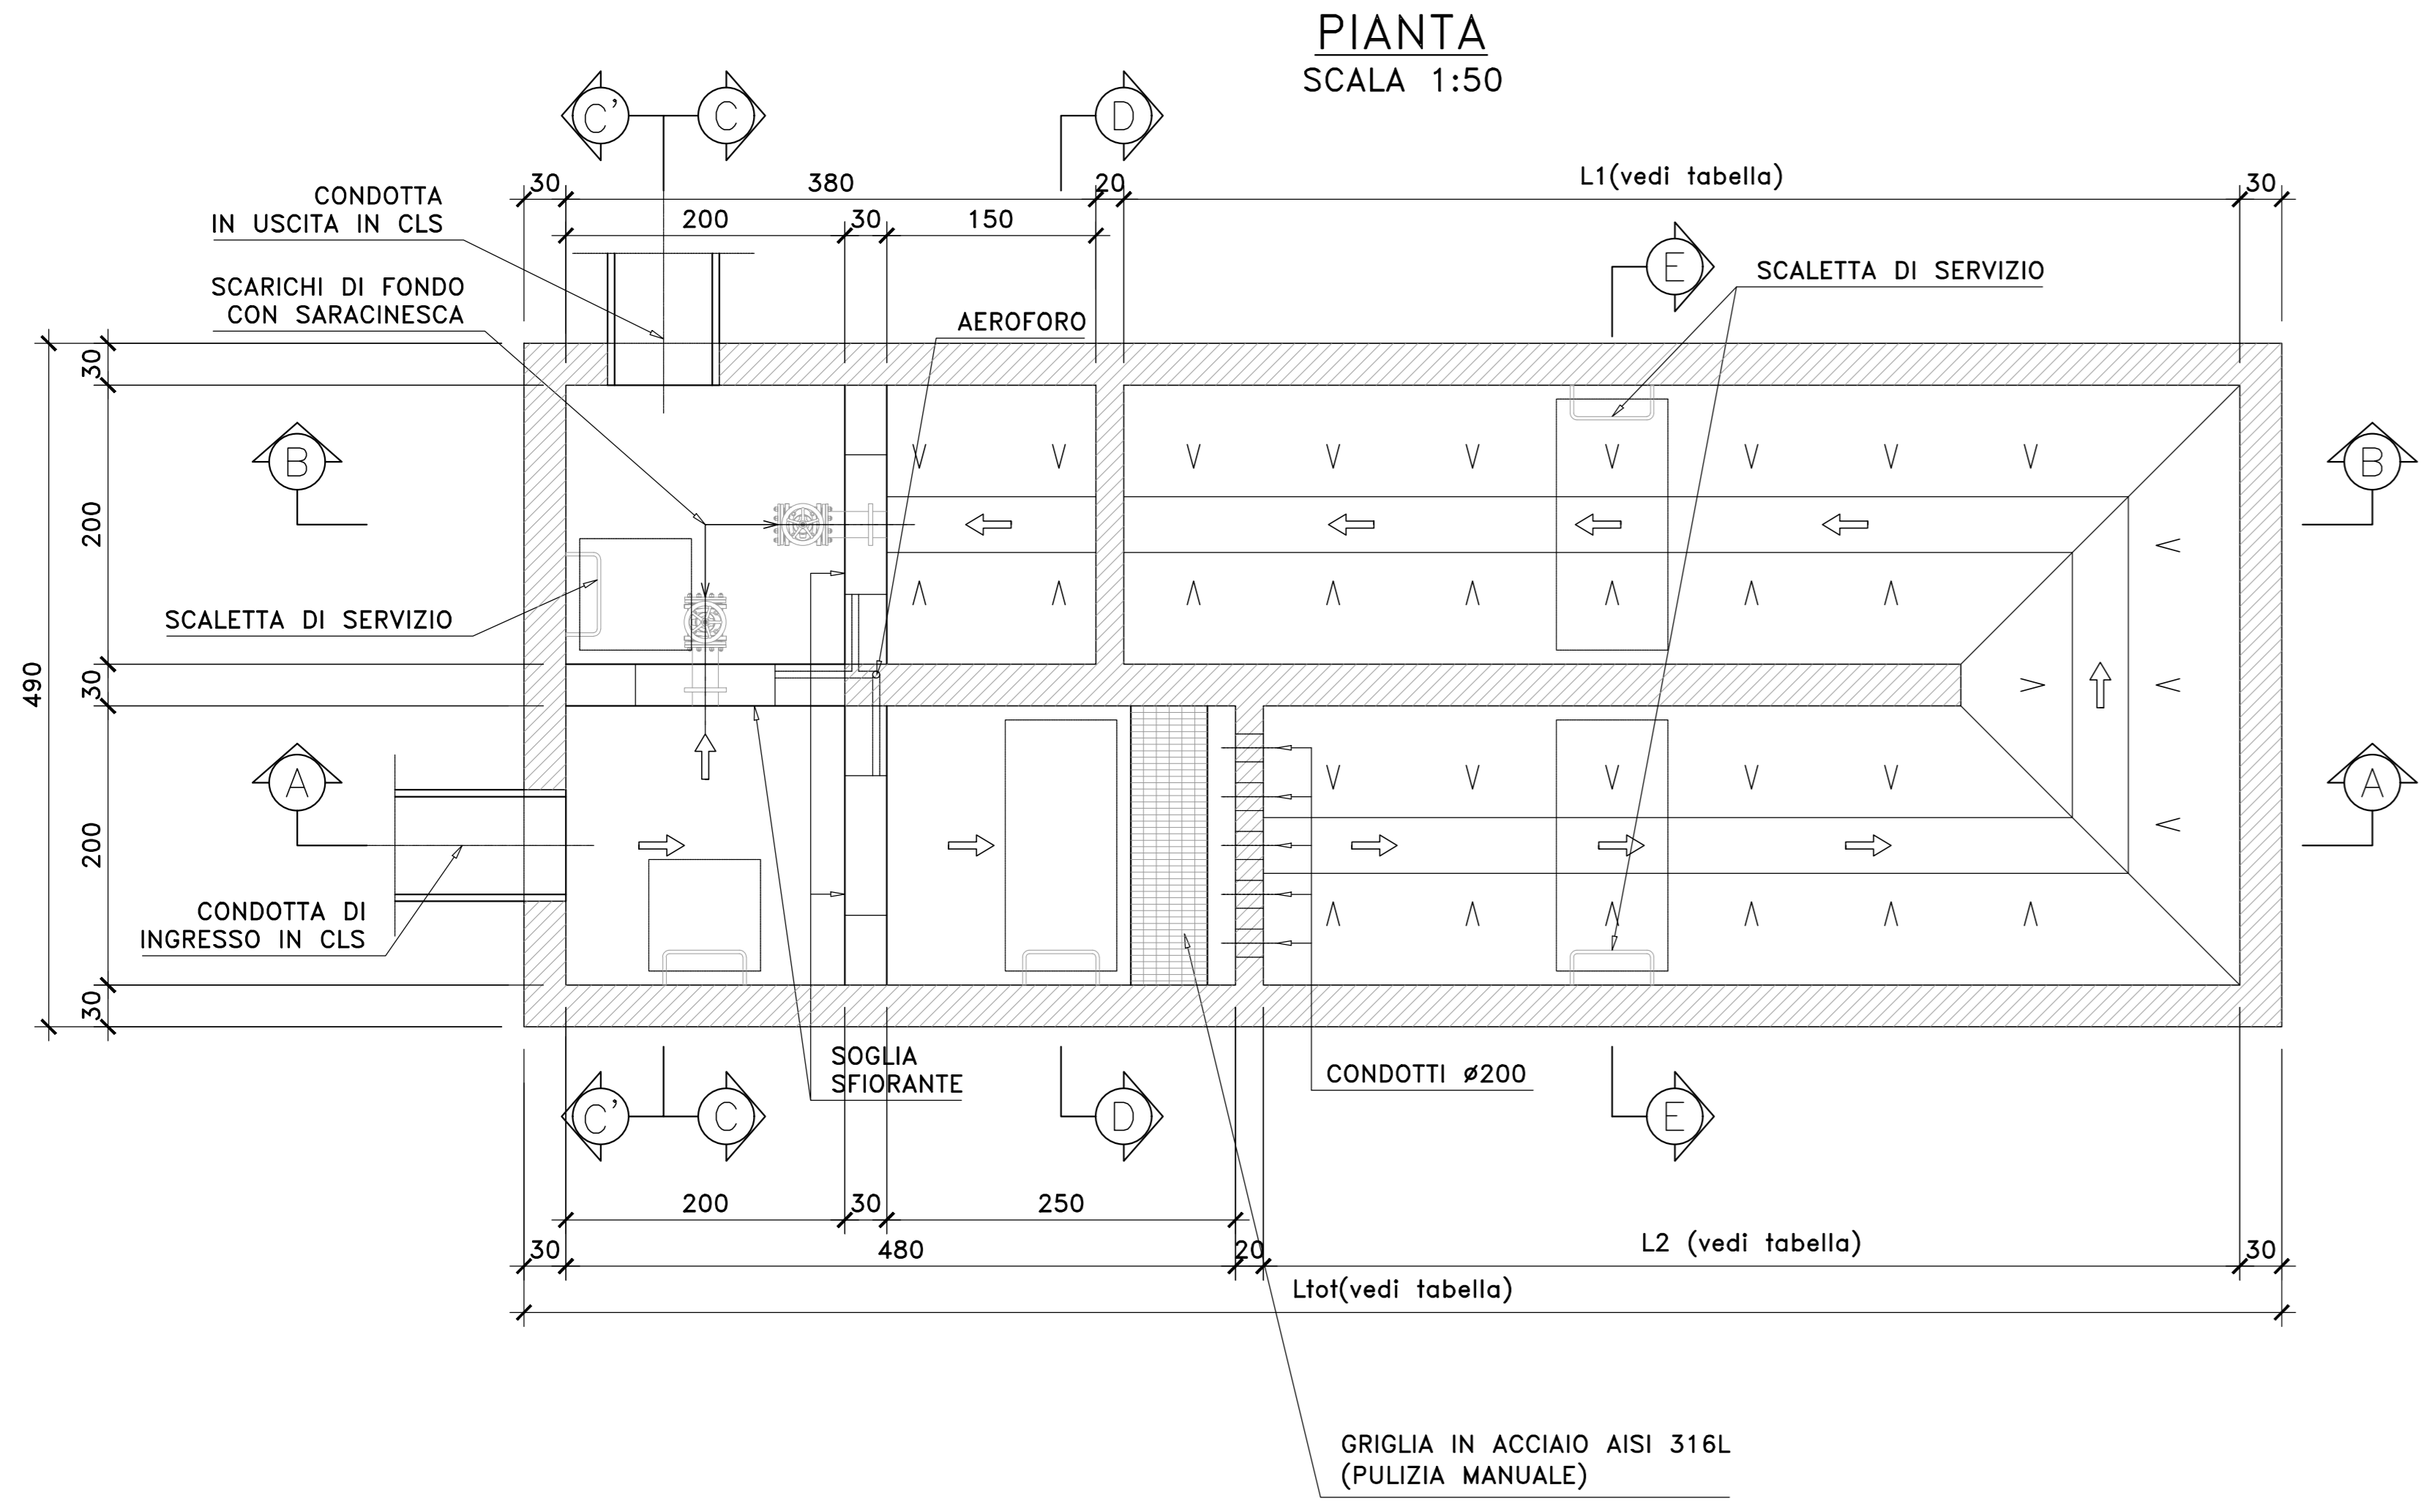 PIANTA
SCALA 1:50
C'
C
D
30
380
20
L1(vedi tabella)
30
200
30
150
CONDOTTA
IN USCITA IN CLS
SCARICHI DI FONDO
CON SARACINESCA
AEROFORO
E
SCALETTA DI SERVIZIO
30
B
B
200
SCALETTA DI SERVIZIO
490
30
A
A
200
CONDOTTA DI
INGRESSO IN CLS
30
SOGLIA
SFIORANTE
CONDOTTI ø200
C'
C
D
E
200
30
250
30
480
20
L2 (vedi tabella)
30
Ltot(vedi tabella)
GRIGLIA IN ACCIAIO AISI 316L
(PULIZIA MANUALE)